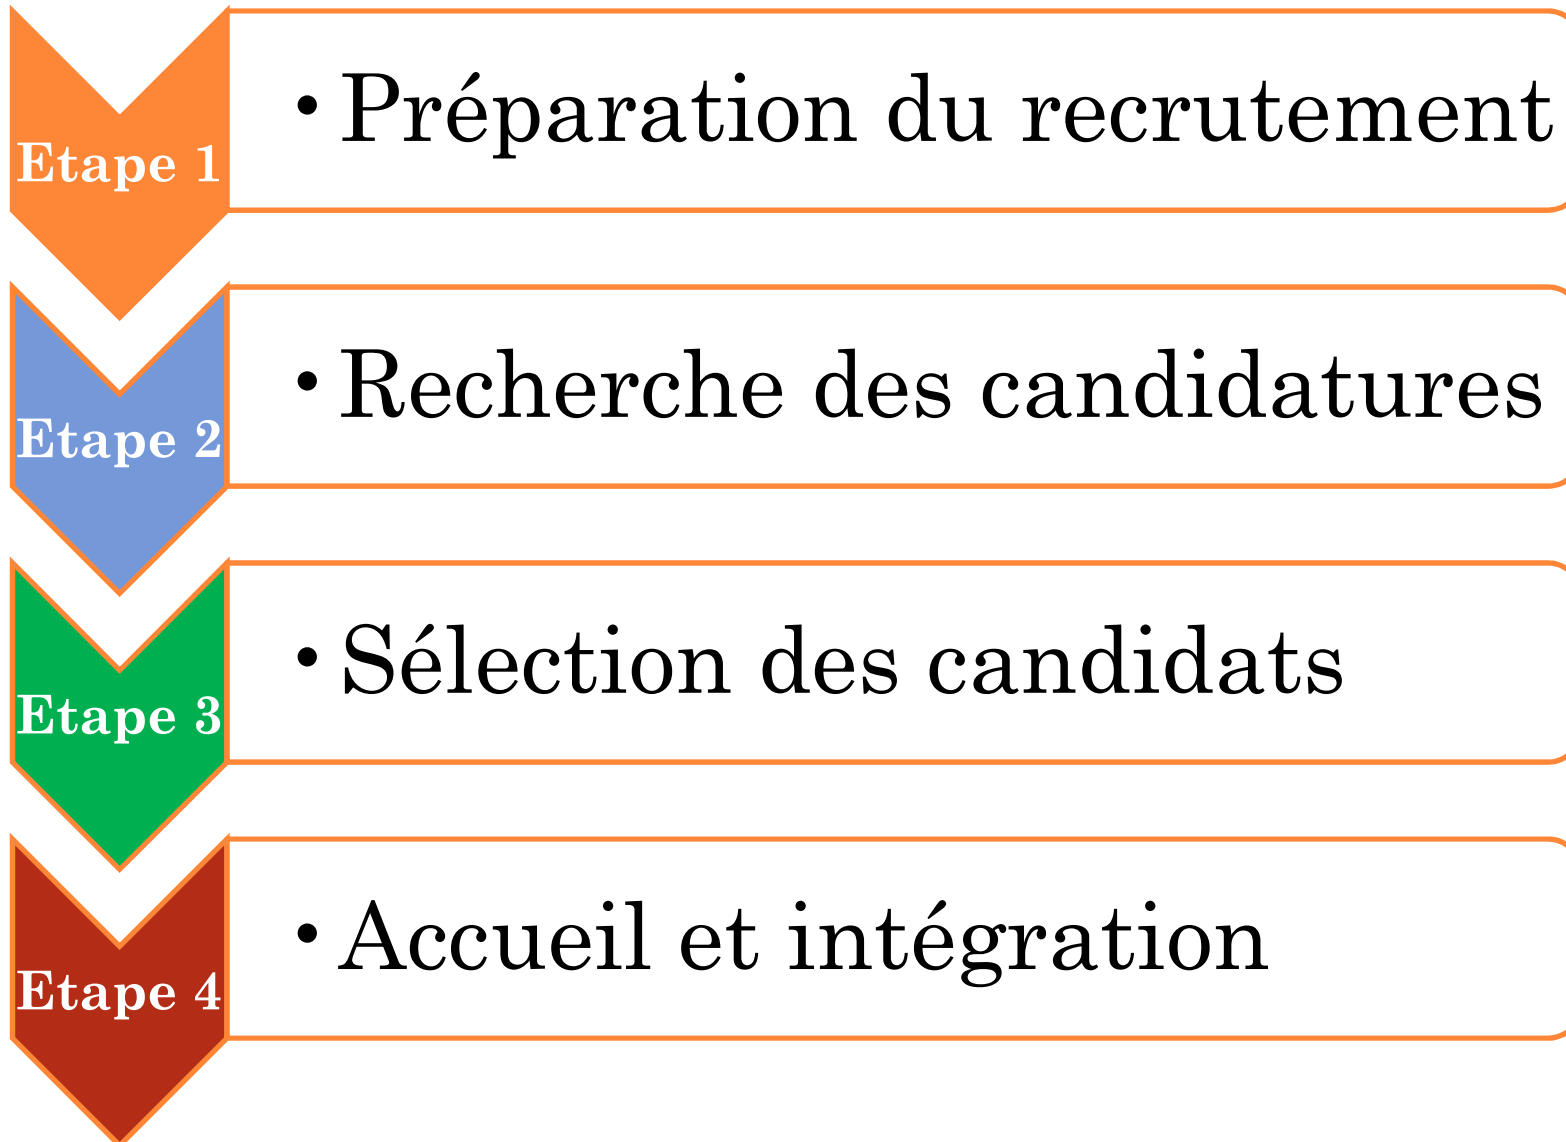 Etape 1
• Préparation du recrutement
Etape 2
• Recherche des candidatures
Etape 3
• Sélection des candidats
Etape 4
• Accueil et intégration